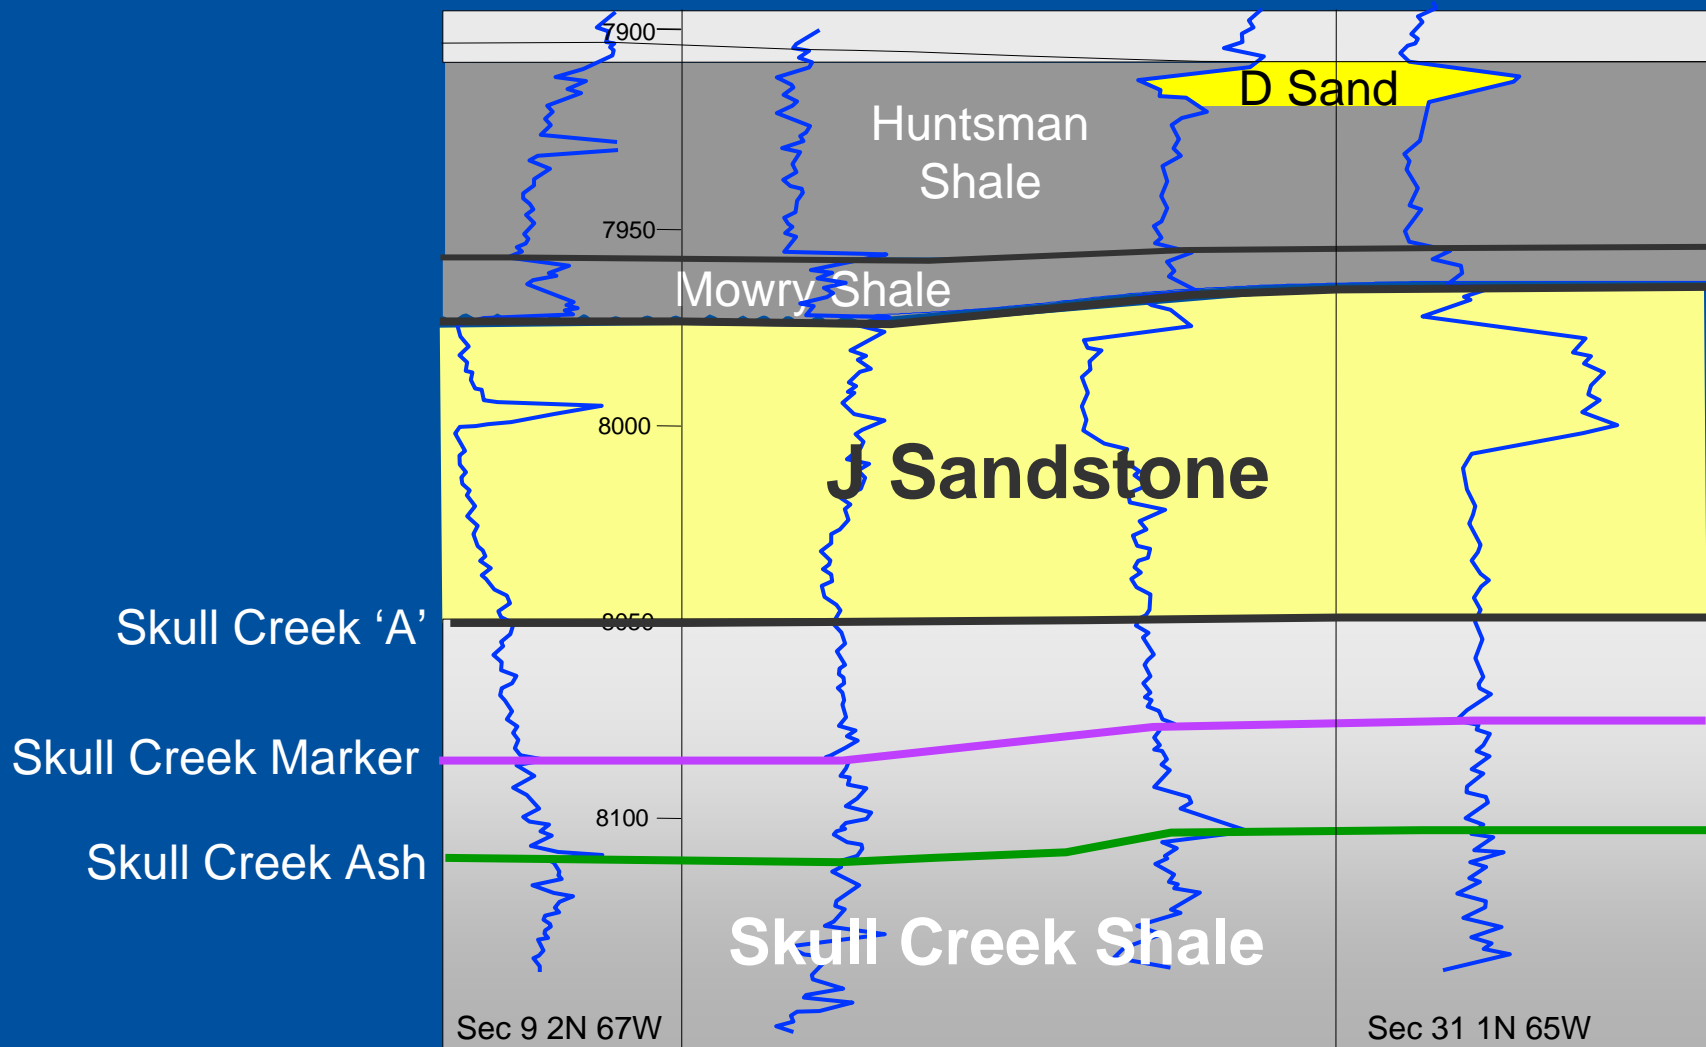 7900
D Sand
Huntsman
Shale
7950
Mowry Shale
8000
J Sandstone
8050
Skull Creek ‘A’
Skull Creek Marker
8100
Skull Creek Ash
Skull Creek Shale
Sec 9 2N 67W
Sec 31 1N 65W